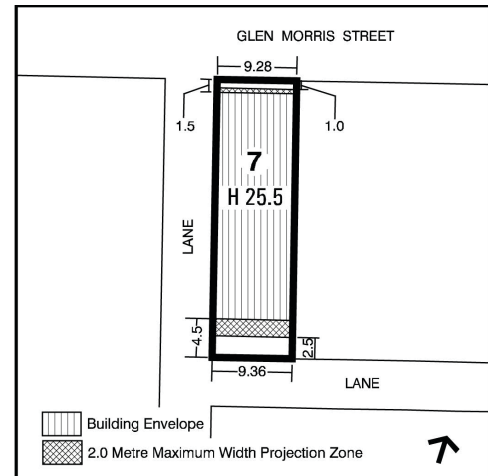 GLEN MORRIS STREET
9.28
1.5
1.0
7
H 25.5
LANE
4.5
2.5
9.36
LANE
Building Envelope
2.0 Metre Maximum Width Projection Zone